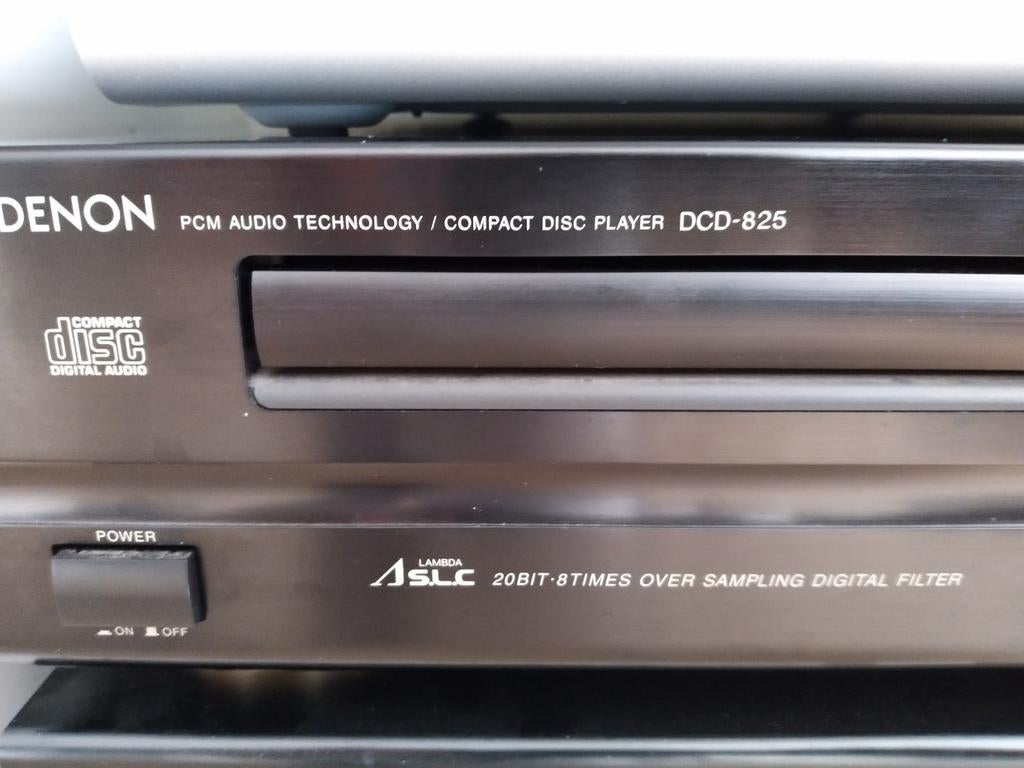 DENON PCM AUDIO TECHNOLOGY / COMPACT DISC PLAYER DCD-825
COMPACT
disc
DIGITAL AUDIO
POWER
ON OFF
LAMBDA
S.L.C 20BIT·8TIMES OVER SAMPLING DIGITAL FILTER